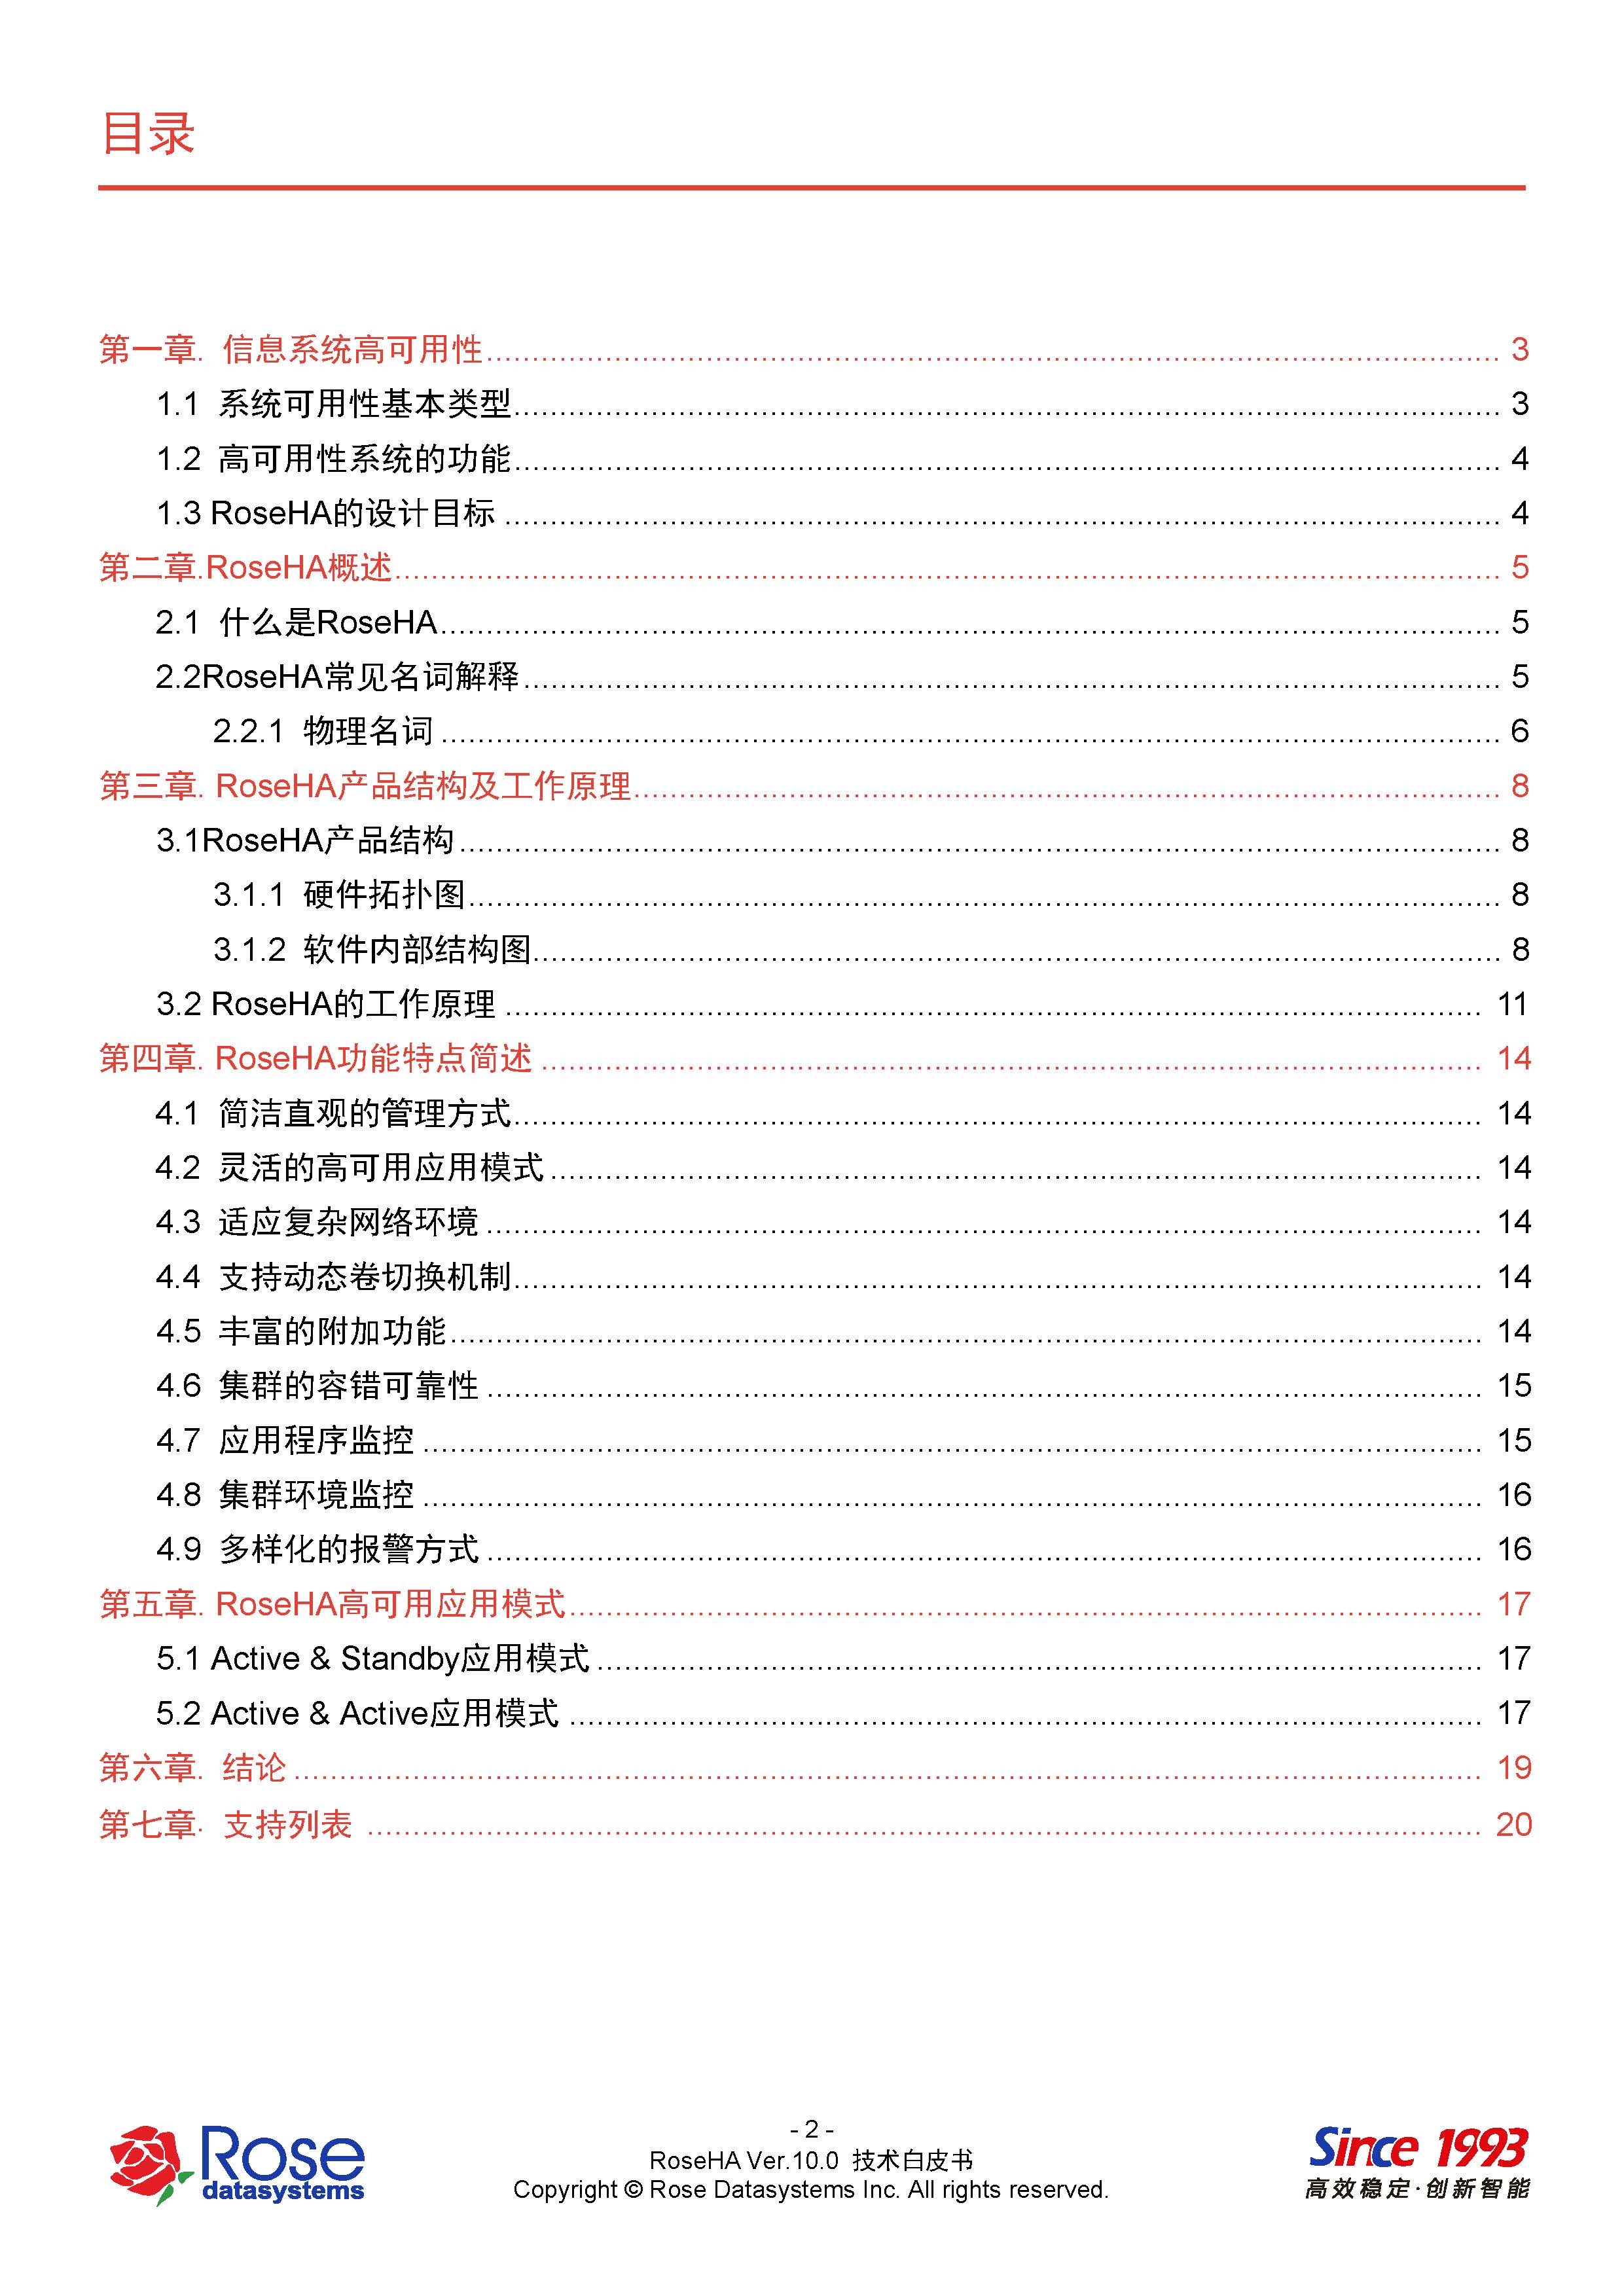 目录
第一章. 信息系统高可用性 3
1.1 系统可用性基本类型 3
1.2 高可用性系统的功能 4
1.3 RoseHA的设计目标 4
第二章.RoseHA概述 5
2.1 什么是RoseHA 5
2.2RoseHA常见名词解释 5
2.2.1 物理名词 6
第三章. RoseHA产品结构及工作原理 8
3.1RoseHA产品结构 8
3.1.1 硬件拓扑图 8
3.1.2 软件内部结构图 8
3.2 RoseHA的工作原理 11
第四章. RoseHA功能特点简述 14
4.1 简洁直观的管理方式 14
4.2 灵活的高可用应用模式 14
4.3 适应复杂网络环境 14
4.4 支持动态卷切换机制 14
4.5 丰富的附加功能 14
4.6 集群的容错可靠性 15
4.7 应用程序监控 15
4.8 集群环境监控 16
4.9 多样化的报警方式 16
第五章. RoseHA高可用应用模式 17
5.1 Active & Standby应用模式 17
5.2 Active & Active应用模式 17
第六章. 结论 19
第七章. 支持列表 20
Rose
datasystems
- 2 -
RoseHA Ver.10.0 技术白皮书
Copyright © Rose Datasystems Inc. All rights reserved.
Since 1993
高效稳定·创新智能